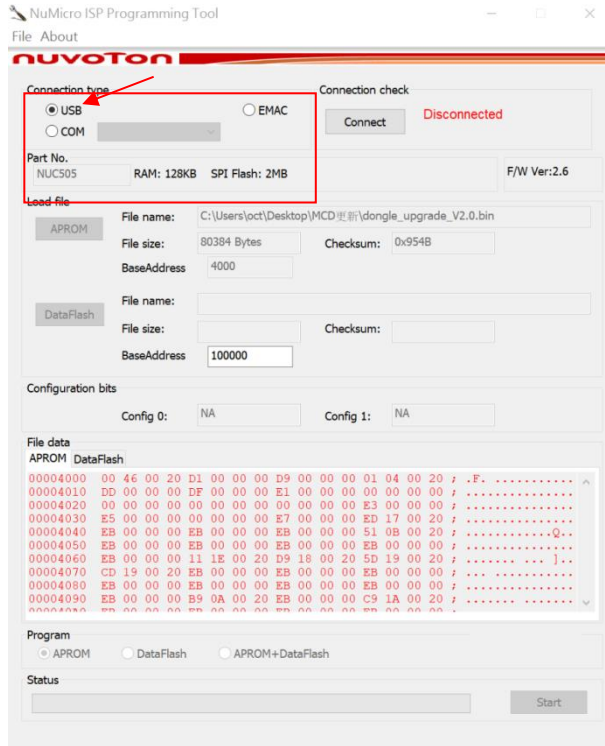 NuMicro ISP Programming Tool
File About
nuvoTon
Connection type
USB
EMAC
COM
Connection check
Connect
Disconnected
Part No.
NUC505
RAM: 128KB SPI Flash: 2MB
F/W Ver:2.6
Load file
APROM
File name: C:\Users\oct\Desktop\MCD更新\dongle_upgrade_V2.0.bin
File size: 80384 Bytes Checksum: 0x954B
BaseAddress 4000
DataFlash
File name:
File size: Checksum:
BaseAddress 100000
Configuration bits
Config 0: NA Config 1: NA
File data
APROM DataFlash
00004000 00 46 00 20 D1 00 00 00 D9 00 00 00 01 04 00 20 ; .F. ............
00004010 DD 00 00 00 DF 00 00 00 E1 00 00 00 00 00 00 00 ; ................
00004020 00 00 00 00 00 00 00 00 00 00 00 00 E3 00 00 00 ; ................
00004030 E5 00 00 00 00 00 00 00 E7 00 00 00 ED 17 00 20 ; ...............
00004040 EB 00 00 00 EB 00 00 00 EB 00 00 00 51 0B 00 20 ; ............Q..
00004050 EB 00 00 00 EB 00 00 00 EB 00 00 00 EB 00 00 00 ; ................
00004060 EB 00 00 00 11 1E 00 20 D9 18 00 20 5D 19 00 20 ; ....... ... ]..
00004070 CD 19 00 20 EB 00 00 00 EB 00 00 00 EB 00 00 00 ; ... ............
00004080 EB 00 00 00 EB 00 00 00 EB 00 00 00 EB 00 00 00 ; ................
00004090 EB 00 00 00 B9 0A 00 20 EB 00 00 00 C9 1A 00 20 ; ....... .......
Program
APROM DataFlash APROM+DataFlash
Status
Start